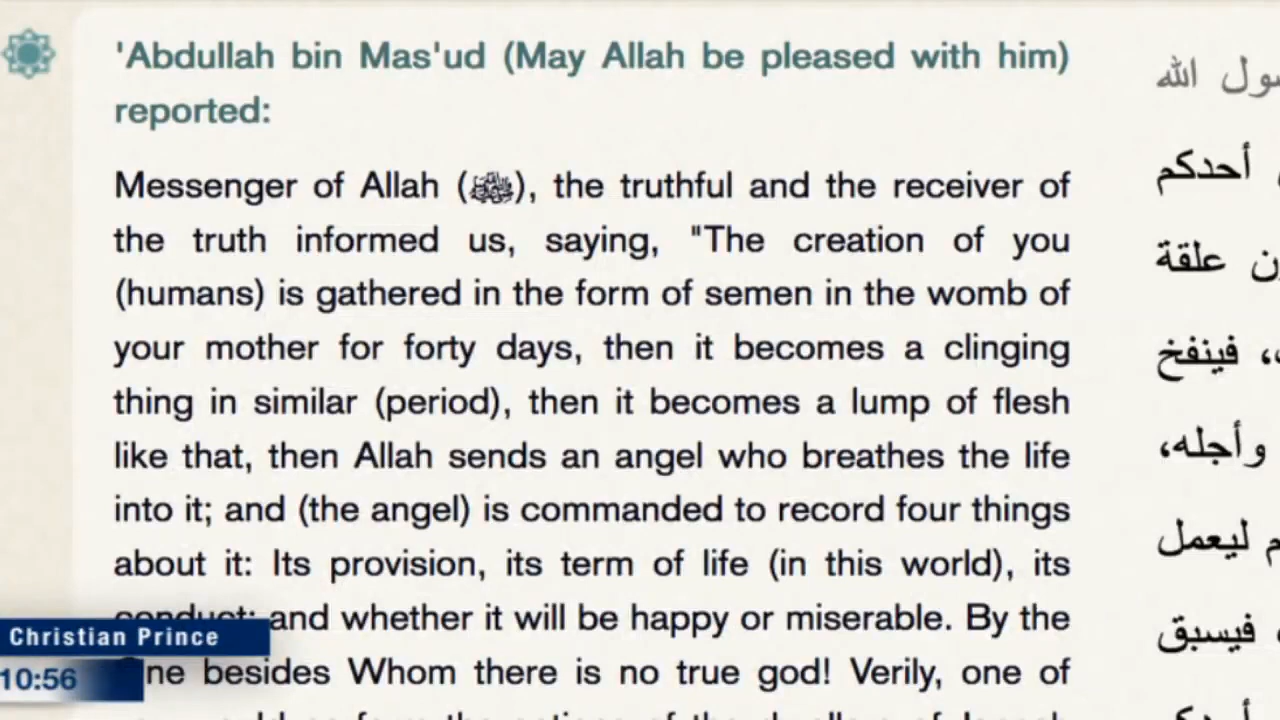 'Abdullah bin Mas'ud (May Allah be pleased with him)
reported:
Messenger of Allah (ﷺ), the truthful and the receiver of
the truth informed us, saying, "The creation of you
(humans) is gathered in the form of semen in the womb of
your mother for forty days, then it becomes a clinging
thing in similar (period), then it becomes a lump of flesh
like that, then Allah sends an angel who breathes the life
into it; and (the angel) is commanded to record four things
about it: Its provision, its term of life (in this world), its
conduct; and whether it will be happy or miserable. By the
One besides Whom there is no true god! Verily, one of
الله
أحدكم
علقة
فينفخ
وأجله،
ليعمل
فيسبق
Christian Prince
10:56